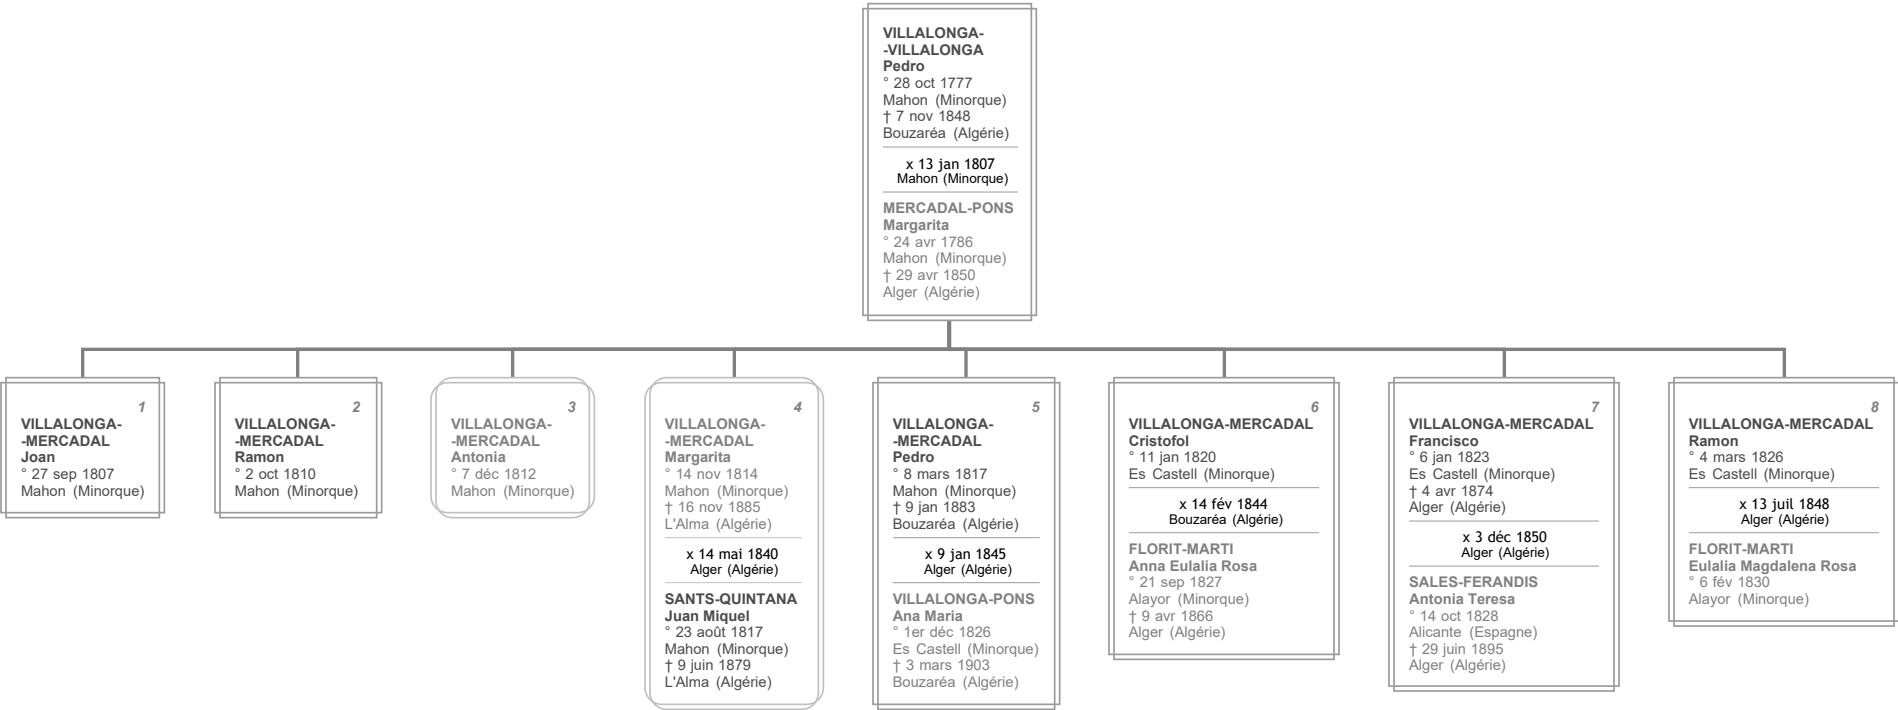 VILLALONGA-
-VILLALONGA
Pedro
° 28 oct 1777
Mahon (Minorque)
† 7 nov 1848
Bouzaréa (Algérie)
x 13 jan 1807
Mahon (Minorque)
MERCADAL-PONS
Margarita
° 24 avr 1786
Mahon (Minorque)
† 29 avr 1850
Alger (Algérie)
1
VILLALONGA-
-MERCADAL
Joan
° 27 sep 1807
Mahon (Minorque)
2
VILLALONGA-
-MERCADAL
Ramon
° 2 oct 1810
Mahon (Minorque)
3
VILLALONGA-
-MERCADAL
Antonia
° 7 déc 1812
Mahon (Minorque)
4
VILLALONGA-
-MERCADAL
Margarita
° 14 nov 1814
Mahon (Minorque)
† 16 nov 1885
L'Alma (Algérie)
x 14 mai 1840
Alger (Algérie)
SANTS-QUINTANA
Juan Miquel
° 23 août 1817
Mahon (Minorque)
† 9 juin 1879
L'Alma (Algérie)
5
VILLALONGA-
-MERCADAL
Pedro
° 8 mars 1817
Mahon (Minorque)
† 9 jan 1883
Bouzaréa (Algérie)
x 9 jan 1845
Alger (Algérie)
VILLALONGA-PONS
Ana Maria
° 1er déc 1826
Es Castell (Minorque)
† 3 mars 1903
Bouzaréa (Algérie)
6
VILLALONGA-MERCADAL
Cristofol
° 11 jan 1820
Es Castell (Minorque)
x 14 fév 1844
Bouzaréa (Algérie)
FLORIT-MARTI
Anna Eulalia Rosa
° 21 sep 1827
Alayor (Minorque)
† 9 avr 1866
Alger (Algérie)
7
VILLALONGA-MERCADAL
Francisco
° 6 jan 1823
Es Castell (Minorque)
† 4 avr 1874
Alger (Algérie)
x 3 déc 1850
Alger (Algérie)
SALES-FERANDIS
Antonia Teresa
° 14 oct 1828
Alicante (Espagne)
† 29 juin 1895
Alger (Algérie)
8
VILLALONGA-MERCADAL
Ramon
° 4 mars 1826
Es Castell (Minorque)
x 13 juil 1848
Alger (Algérie)
FLORIT-MARTI
Eulalia Magdalena Rosa
° 6 fév 1830
Alayor (Minorque)